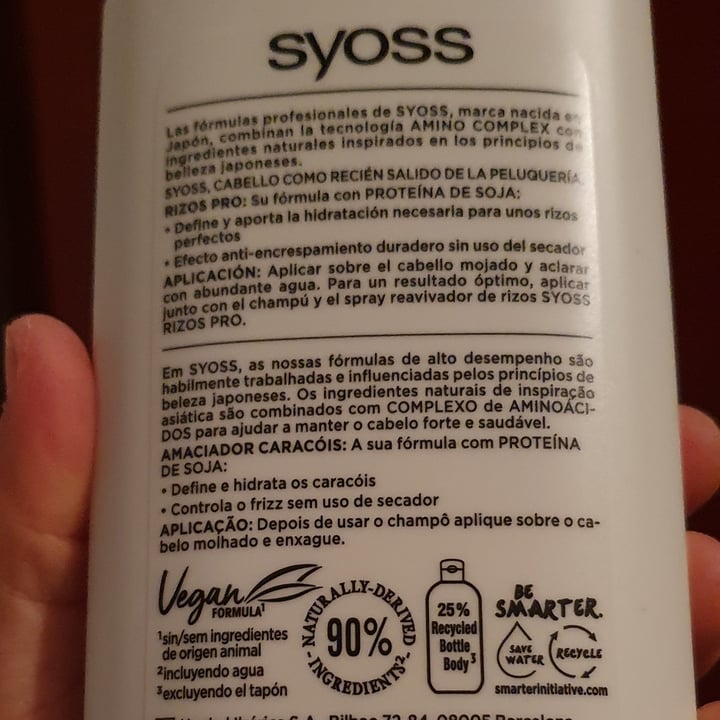 syoss
Las fórmulas profesionales de SYOSS, marca nacida en
Japón, combinan la tecnología AMINO COMPLEX con
ingredientes naturales inspirados en los principios de
belleza japoneses.
SYOSS, CABELLO COMO RECIÉN SALIDO DE LA PELUQUERÍA.
RIZOS PRO: Su fórmula con PROTEÍNA DE SOJA:
• Define y aporta la hidratación necesaria para unos rizos
perfectos
• Efecto anti-encrespamiento duradero sin uso del secador
APLICACIÓN: Aplicar sobre el cabello mojado y aclarar
con abundante agua. Para un resultado óptimo, aplicar
junto con el champú y el spray reavivador de rizos SYOSS
RIZOS PRO.
Em SYOSS, as nossas fórmulas de alto desempenho são
habilmente trabalhadas e influenciadas pelos princípios de
beleza japoneses. Os ingredientes naturais de inspiração
asiática são combinados com COMPLEXO de AMINOÁCI-
DOS para ajudar a manter o cabelo forte e saudável.
AMACIADOR CARACÓIS: A sua fórmula com PROTEÍNA
DE SOJA:
• Define e hidrata os caracóis
• Controla o frizz sem uso de secador
APLICAÇÃO: Depois de usar o champô aplique sobre o ca-
belo molhado e enxague.
Vegan
FORMULA¹
¹sin/sem ingredientes
de origen animal
²incluyendo agua
³excluyendo el tapón
NATURALLY-DERIVED
90%
INGREDIENTS²
25%
Recycled
Bottle
Body³
BE
SMARTER.
SAVE
WATER
RECYCLE
smarterinitiative.com